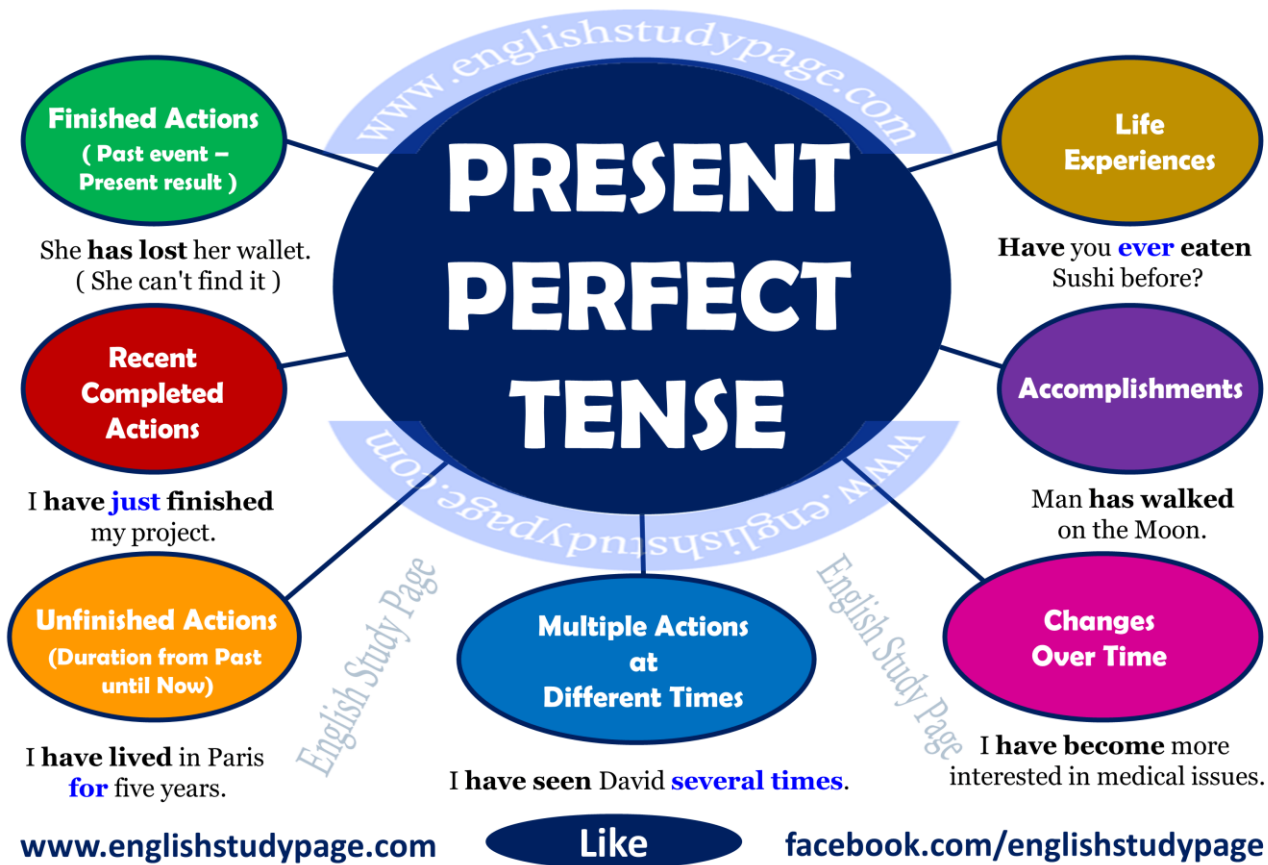 www.englishstudypage.com
PRESENT
PERFECT
TENSE
www.englishstudypage.com
Finished Actions
( Past event –
Present result )
She has lost her wallet.
( She can't find it )
Recent
Completed
Actions
I have just finished
my project.
Unfinished Actions
(Duration from Past
until Now)
I have lived in Paris
for five years.
English Study Page
Multiple Actions
at
Different Times
I have seen David several times.
English Study Page
Life
Experiences
Have you ever eaten
Sushi before?
Accomplishments
Man has walked
on the Moon.
Changes
Over Time
I have become more
interested in medical issues.
www.englishstudypage.com
Like
facebook.com/englishstudypage